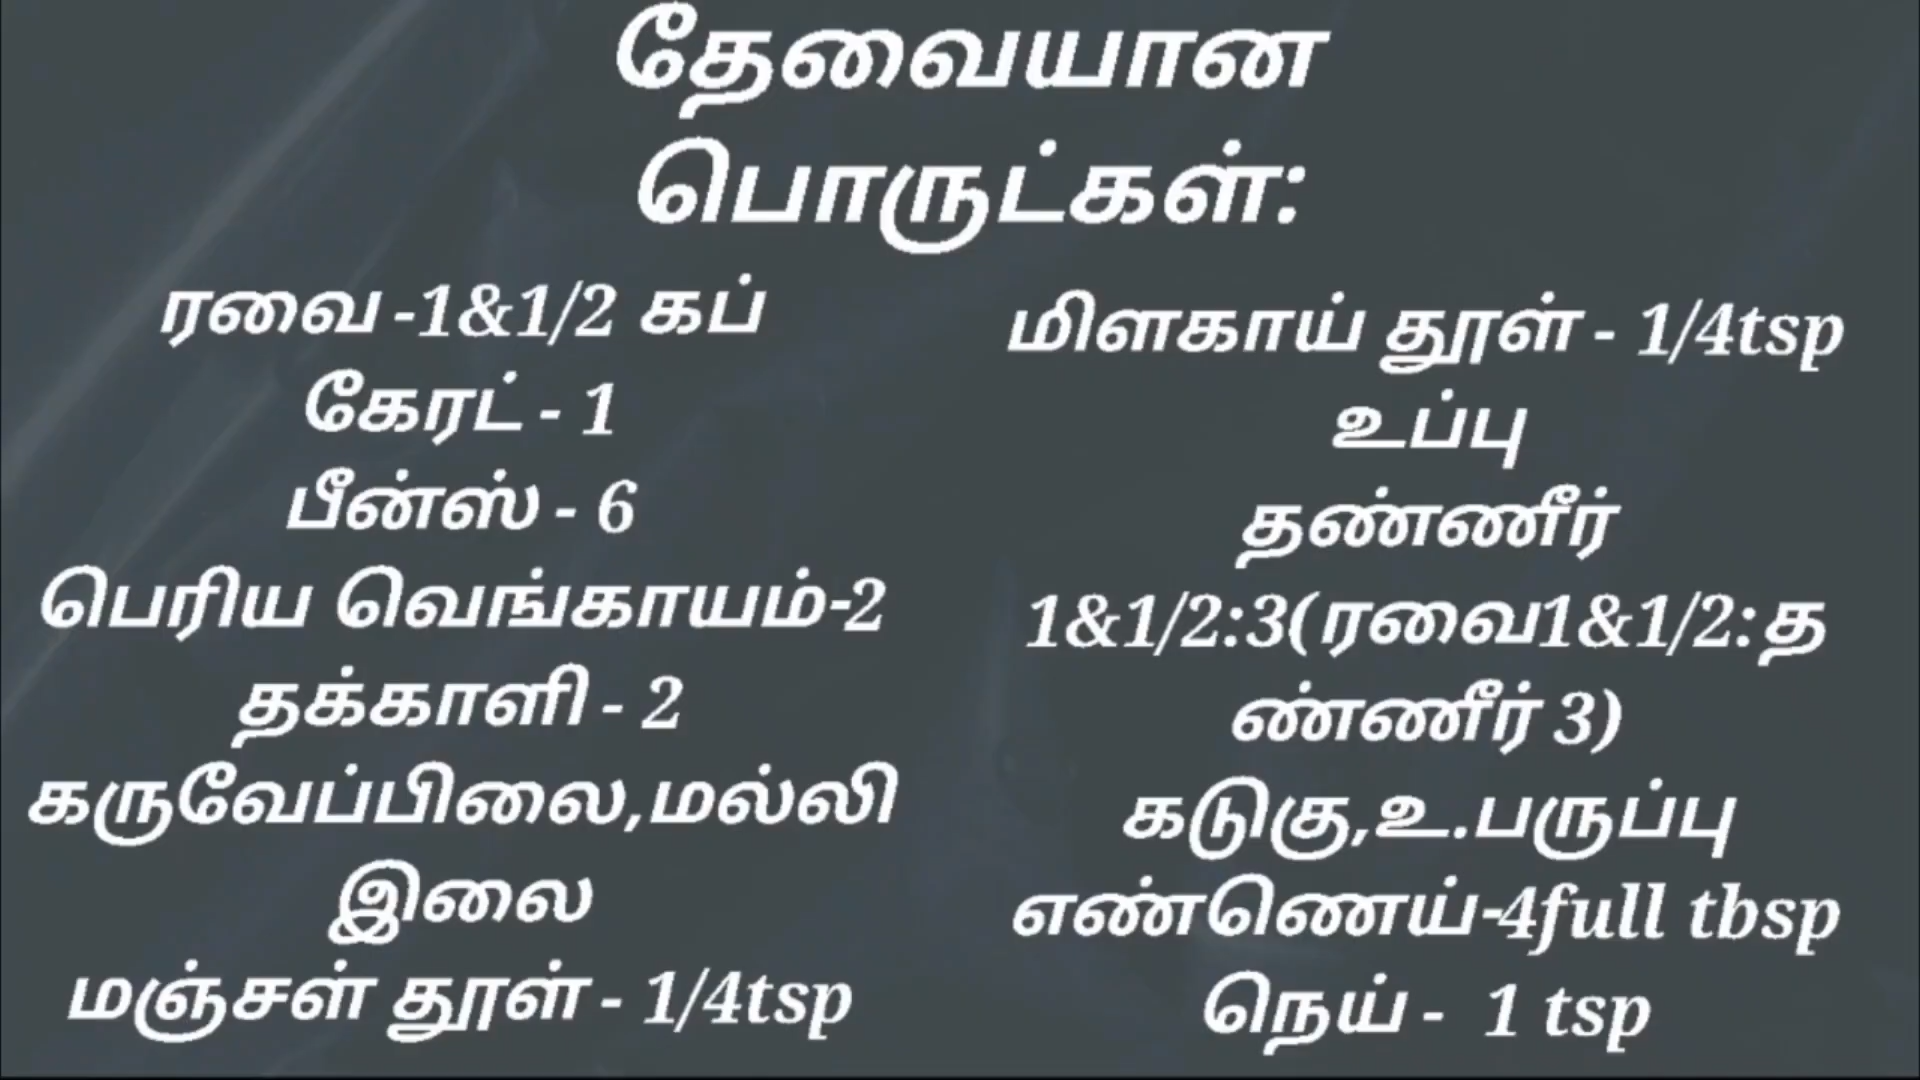 தேவையான
பொருட்கள்:
ரவை -1&1/2 கப்
கேரட் - 1
பீன்ஸ் - 6
பெரிய வெங்காயம்-2
தக்காளி - 2
கருவேப்பிலை,மல்லி
இலை
மஞ்சள் தூள் - 1/4tsp
மிளகாய் தூள் - 1/4tsp
உப்பு
தண்ணீர்
1&1/2:3(ரவை1&1/2:த
ண்ணீர் 3)
கடுகு,உ.பருப்பு
எண்ணெய்-4full tbsp
நெய் - 1 tsp